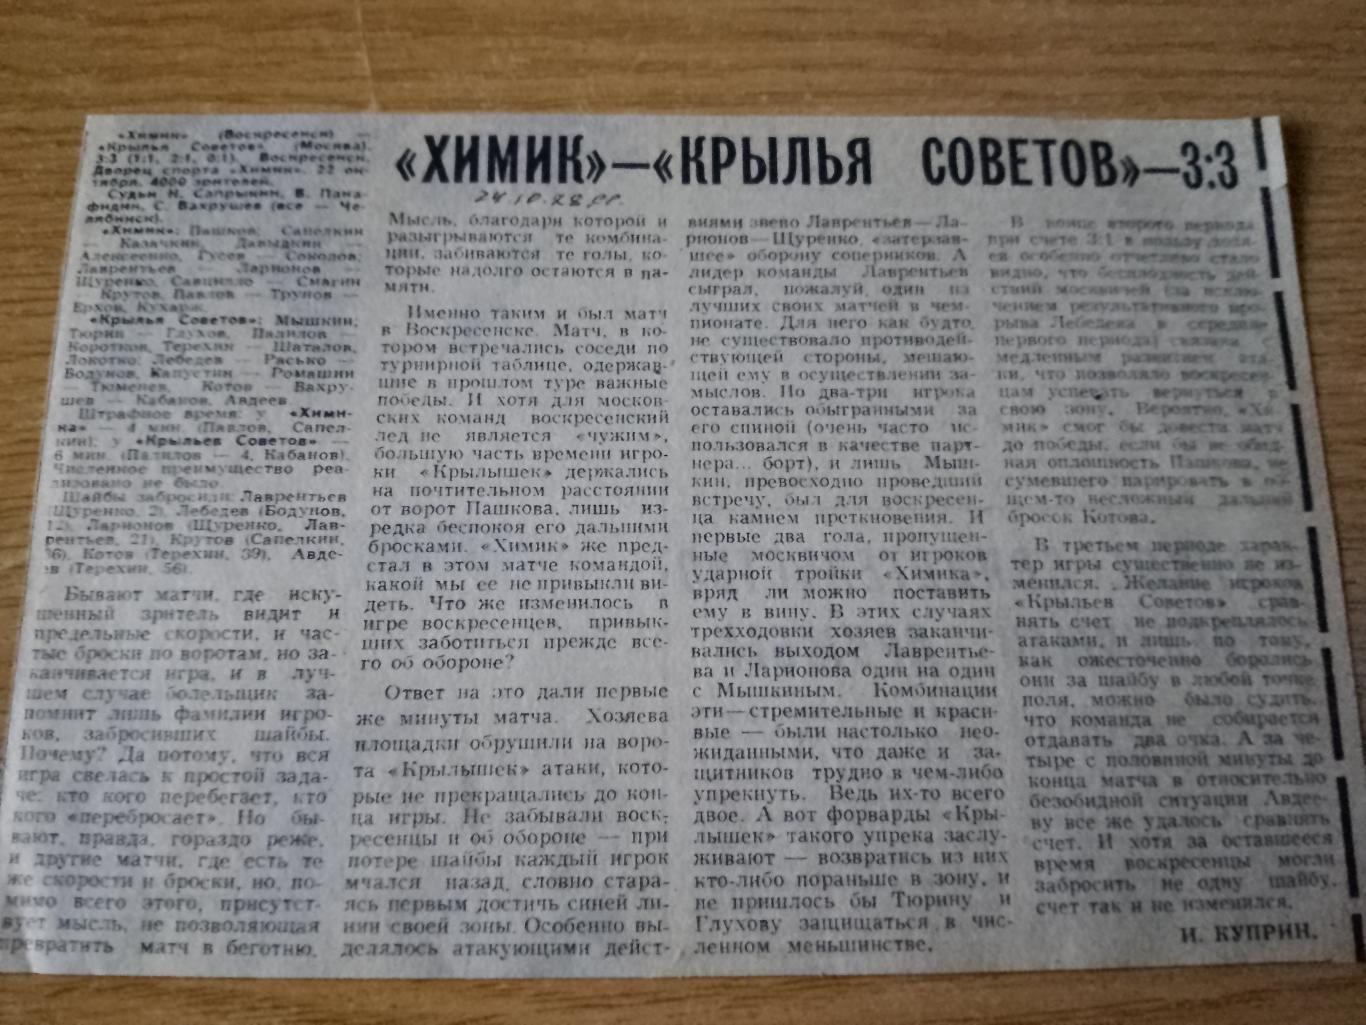 «ХИМИК»—«КРЫЛЬЯ СОВЕТОВ»—3:3
«Химик» (Воскресенск) —
«Крылья Советов» (Москва).
3:3 (1:1, 2:1, 0:1). Воскресенск.
Дворец спорта «Химик». 22 ок-
тября. 4000 зрителей.
Судьи Н. Сапрыкин, В. Пана-
фидин, С. Вахрушев (все — Че-
лябинск).
«Химик»: Пашков; Сапелкин
— Казачкин, Давыдкин —
Алексеенко, Гусев — Соколов;
Лаврентьев — Ларионов —
Щуренко, Савцилло — Смагин
— Крутов, Павлов — Трунов —
Ерхов, Кухарж.
«Крылья Советов»: Мышкин;
Тюрин — Глухов, Палилов —
Коротков, Терехин — Шаталов,
Локотко; Лебедев — Расько —
Бодунов, Капустин — Ромашин
— Тюменев, Котов — Вахру-
шев — Кабанов, Авдеев.
Штрафное время: у «Хими-
ка» — 4 мин. (Павлов, Сапел-
кин), у «Крыльев Советов» —
6 мин. (Палилов — 4, Кабанов).
Численное преимущество реа-
лизовано не было.
Шайбы забросили: Лаврентьев
(Щуренко, 2), Лебедев (Бодунов,
12), Ларионов (Щуренко, Лав-
рентьев, 21), Крутов (Сапелкин,
36), Котов (Терехин, 39), Авде-
ев (Терехин, 56).
Бывают матчи, где иску-
шенный зритель видит и
предельные скорости, и час-
тые броски по воротам, но за-
канчивается игра, и в луч-
шем случае болельщик за-
помнит лишь фамилии игро-
ков, забросивших шайбы.
Почему? Да потому, что вся
игра свелась к простой зада-
че: кто кого перебегает, кто
кого «перебросает». Но бы-
вают, правда, гораздо реже,
и другие матчи, где есть те
же скорости и броски, но, по-
мимо всего этого, присутст-
вует мысль, не позволяющая
превратить матч в беготню.
24.10.78
Мысль, благодаря которой и
разыгрываются те комбина-
ции, забиваются те голы, ко-
торые надолго остаются в па-
мяти.
Именно таким и был матч
в Воскресенске. Матч, в ко-
тором встречались соседи по
турнирной таблице, одержав-
шие в прошлом туре важные
победы. И хотя для москов-
ских команд воскресенский
лед не является «чужим»,
большую часть времени игро-
ки «Крылышек» держались
на почтительном расстоянии
от ворот Пашкова, лишь из-
редка беспокоя его дальними
бросками. «Химик» же пред-
стал в этом матче командой,
какой мы ее не привыкли ви-
деть. Что же изменилось в
игре воскресенцев, привык-
ших заботиться прежде все-
го об обороне?
Ответ на это дали первые
же минуты матча. Хозяева
площадки обрушили на воро-
та «Крылышек» атаки, кото-
рые не прекращались до кон-
ца игры. Не забывали воск-
ресенцы и об обороне — при
потере шайбы каждый игрок
мчался назад, словно стара-
ясь первым достичь синей ли-
нии своей зоны. Особенно вы-
делялось атакующими дейст-
виями звено Лаврентьев—Ла-
рионов—Щуренко, «затерзав-
шее» оборону соперников. А
лидер команды Лаврентьев
сыграл, пожалуй, один из
лучших своих матчей в чем-
пионате. Для него как будто,
не существовало противодей-
ствующей стороны, мешаю-
щей ему в осуществлении за-
мыслов. По два-три игрока
оставались обыгранными за
его спиной (очень часто ис-
пользовался в качестве парт-
нера... борт), и лишь Мыш-
кин, превосходно проведший
встречу, был для воскресен-
ца камнем преткновения. И
первые два гола, пропущен-
ные москвичом от игроков
ударной тройки «Химика»,
вряд ли можно поставить
ему в вину. В этих случаях
трехходовки хозяев заканчи-
вались выходом Лаврентье-
ва и Ларионова один на один
с Мышкиным. Комбинации
эти—стремительные и краси-
вые — были настолько нео-
жиданными, что даже и за-
щитников трудно в чем-либо
упрекнуть. Ведь их-то всего
двое. А вот форварды «Кры-
лышек» такого упрека заслу-
живают — возвратись из них
кто-либо пораньше в зону, и
не пришлось бы Тюрину и
Глухову защищаться в чис-
ленном меньшинстве.
В конце второго периода
при счете 3:1 в пользу хозя-
ев особенно отчетливо стало
видно, что бесплодность дей-
ствий москвичей (за исклю-
чением результативного про-
рыва Лебедева в середине
первого периода) связана с
медленным развитием ата-
ки, что позволяло воскресен-
цам успевать вернуться в
свою зону. Вероятно, «Хи-
мик» смог бы довести матч
до победы, если бы не обид-
ная оплошность Пашкова, не
сумевшего парировать в об-
щем-то несложный дальний
бросок Котова.
В третьем периоде харак-
тер игры существенно не из-
менился. Желание игроков
«Крыльев Советов» срав-
нять счет не подкреплялось
атаками, и лишь по тому,
как ожесточенно боролись
они за шайбу в любой точке
поля, можно было судить,
что команда не собирается
отдавать два очка. А за че-
тыре с половиной минуты до
конца матча в относительно
безобидной ситуации Авдее-
ву все же удалось сравнять
счет. И хотя за оставшееся
время воскресенцы могли
забросить не одну шайбу,
счет так и не изменился.
И. КУПРИН.